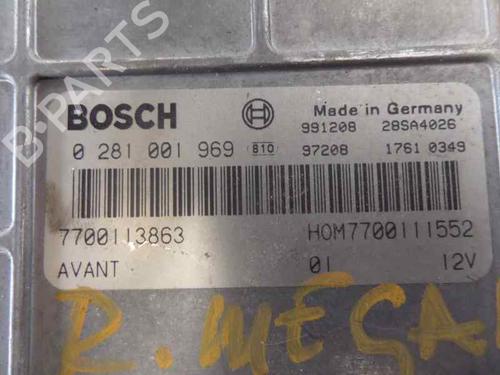 B-PARTS
BOSCH
Made in Germany
991208 28SA4026
0 281 001 969 810 97208 1761 0349
7700113863 HOM7700111552
AVANT 01 12V
R. MEGA